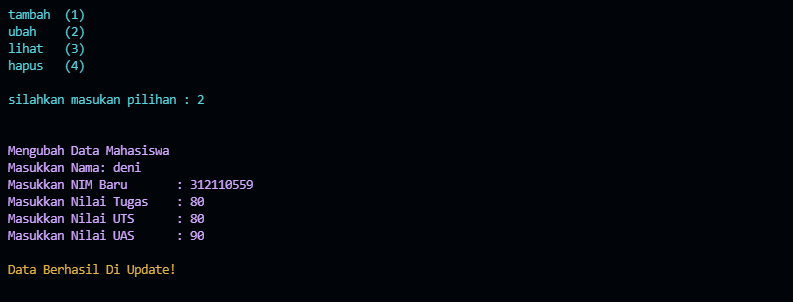 tambah  (1)
ubah    (2)
lihat   (3)
hapus   (4)
silahkan masukan pilihan : 2
Mengubah Data Mahasiswa
Masukkan Nama: deni
Masukkan NIM Baru       : 312110559
Masukkan Nilai Tugas    : 80
Masukkan Nilai UTS      : 80
Masukkan Nilai UAS      : 90
Data Berhasil Di Update!